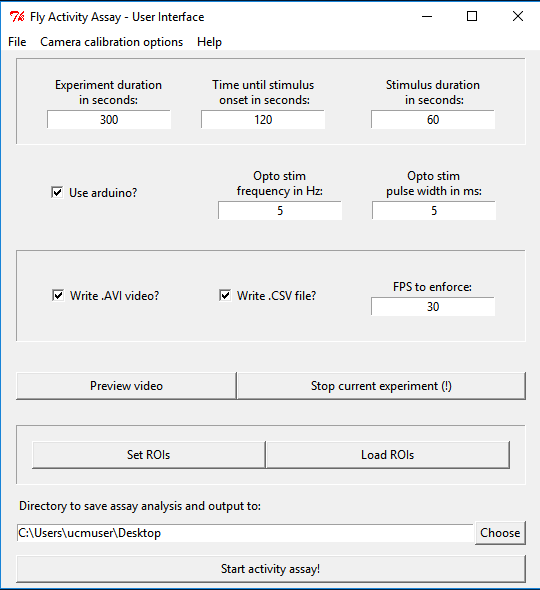 Fly Activity Assay - User Interface
File Camera calibration options Help
Experiment duration
in seconds:
300
Time until stimulus
onset in seconds:
120
Stimulus duration
in seconds:
60
Use arduino?
Opto stim
frequency in Hz:
5
Opto stim
pulse width in ms:
5
Write .AVI video?
Write .CSV file?
FPS to enforce:
30
Preview video
Stop current experiment (!)
Set ROIs
Load ROIs
Directory to save assay analysis and output to:
C:\Users\ucmuser\Desktop
Choose
Start activity assay!